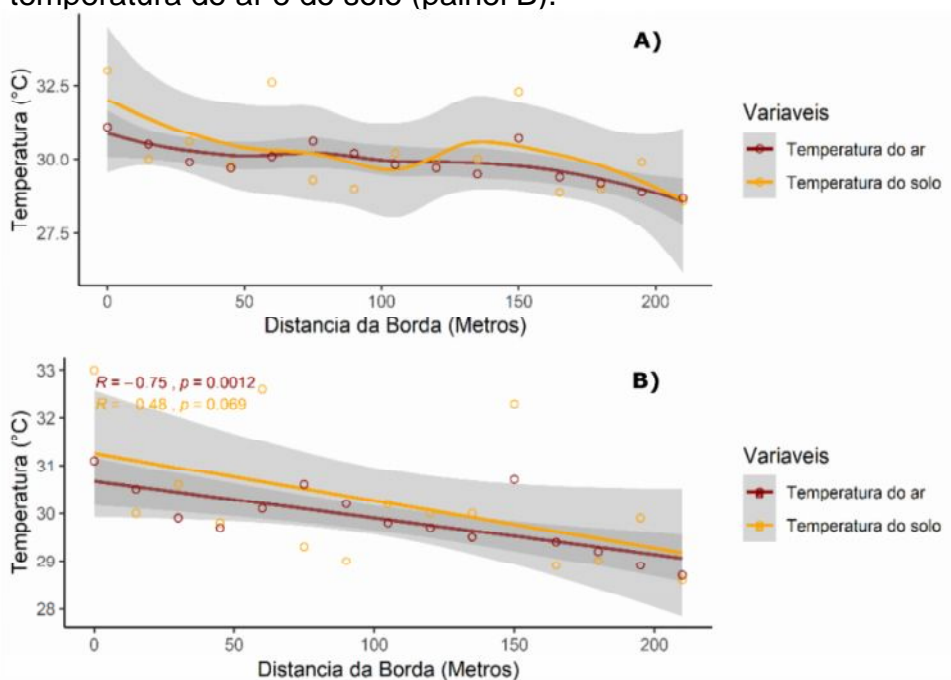 temperatura do ar e do solo (painel B).
A)
Temperatura (°C)
32.5
30.0
27.5
0
50
100
150
200
Distancia da Borda (Metros)
Variaveis
Temperatura do ar
Temperatura do solo
B)
R = −0.75 , p = 0.0012
R = −0.48 , p = 0.069
Temperatura (°C)
33
32
31
30
29
28
0
50
100
150
200
Distancia da Borda (Metros)
Variaveis
Temperatura do ar
Temperatura do solo